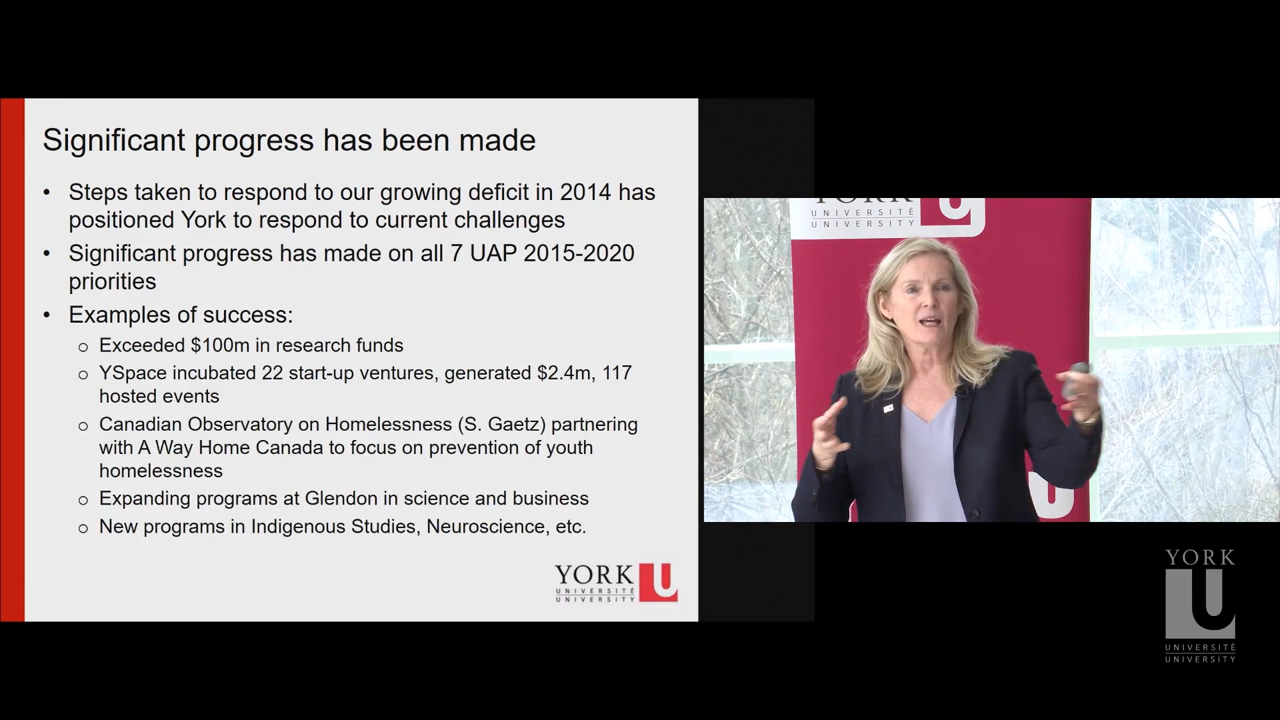 Significant progress has been made
• Steps taken to respond to our growing deficit in 2014 has
positioned York to respond to current challenges
• Significant progress has made on all 7 UAP 2015-2020
priorities
• Examples of success:
o Exceeded $100m in research funds
o YSpace incubated 22 start-up ventures, generated $2.4m, 117
hosted events
o Canadian Observatory on Homelessness (S. Gaetz) partnering
with A Way Home Canada to focus on prevention of youth
homelessness
o Expanding programs at Glendon in science and business
o New programs in Indigenous Studies, Neuroscience, etc.
YORK U
UNIVERSITÉ
UNIVERSITY
YORK U
UNIVERSITÉ
UNIVERSITY
U
YORK
U
UNIVERSITÉ
UNIVERSITY